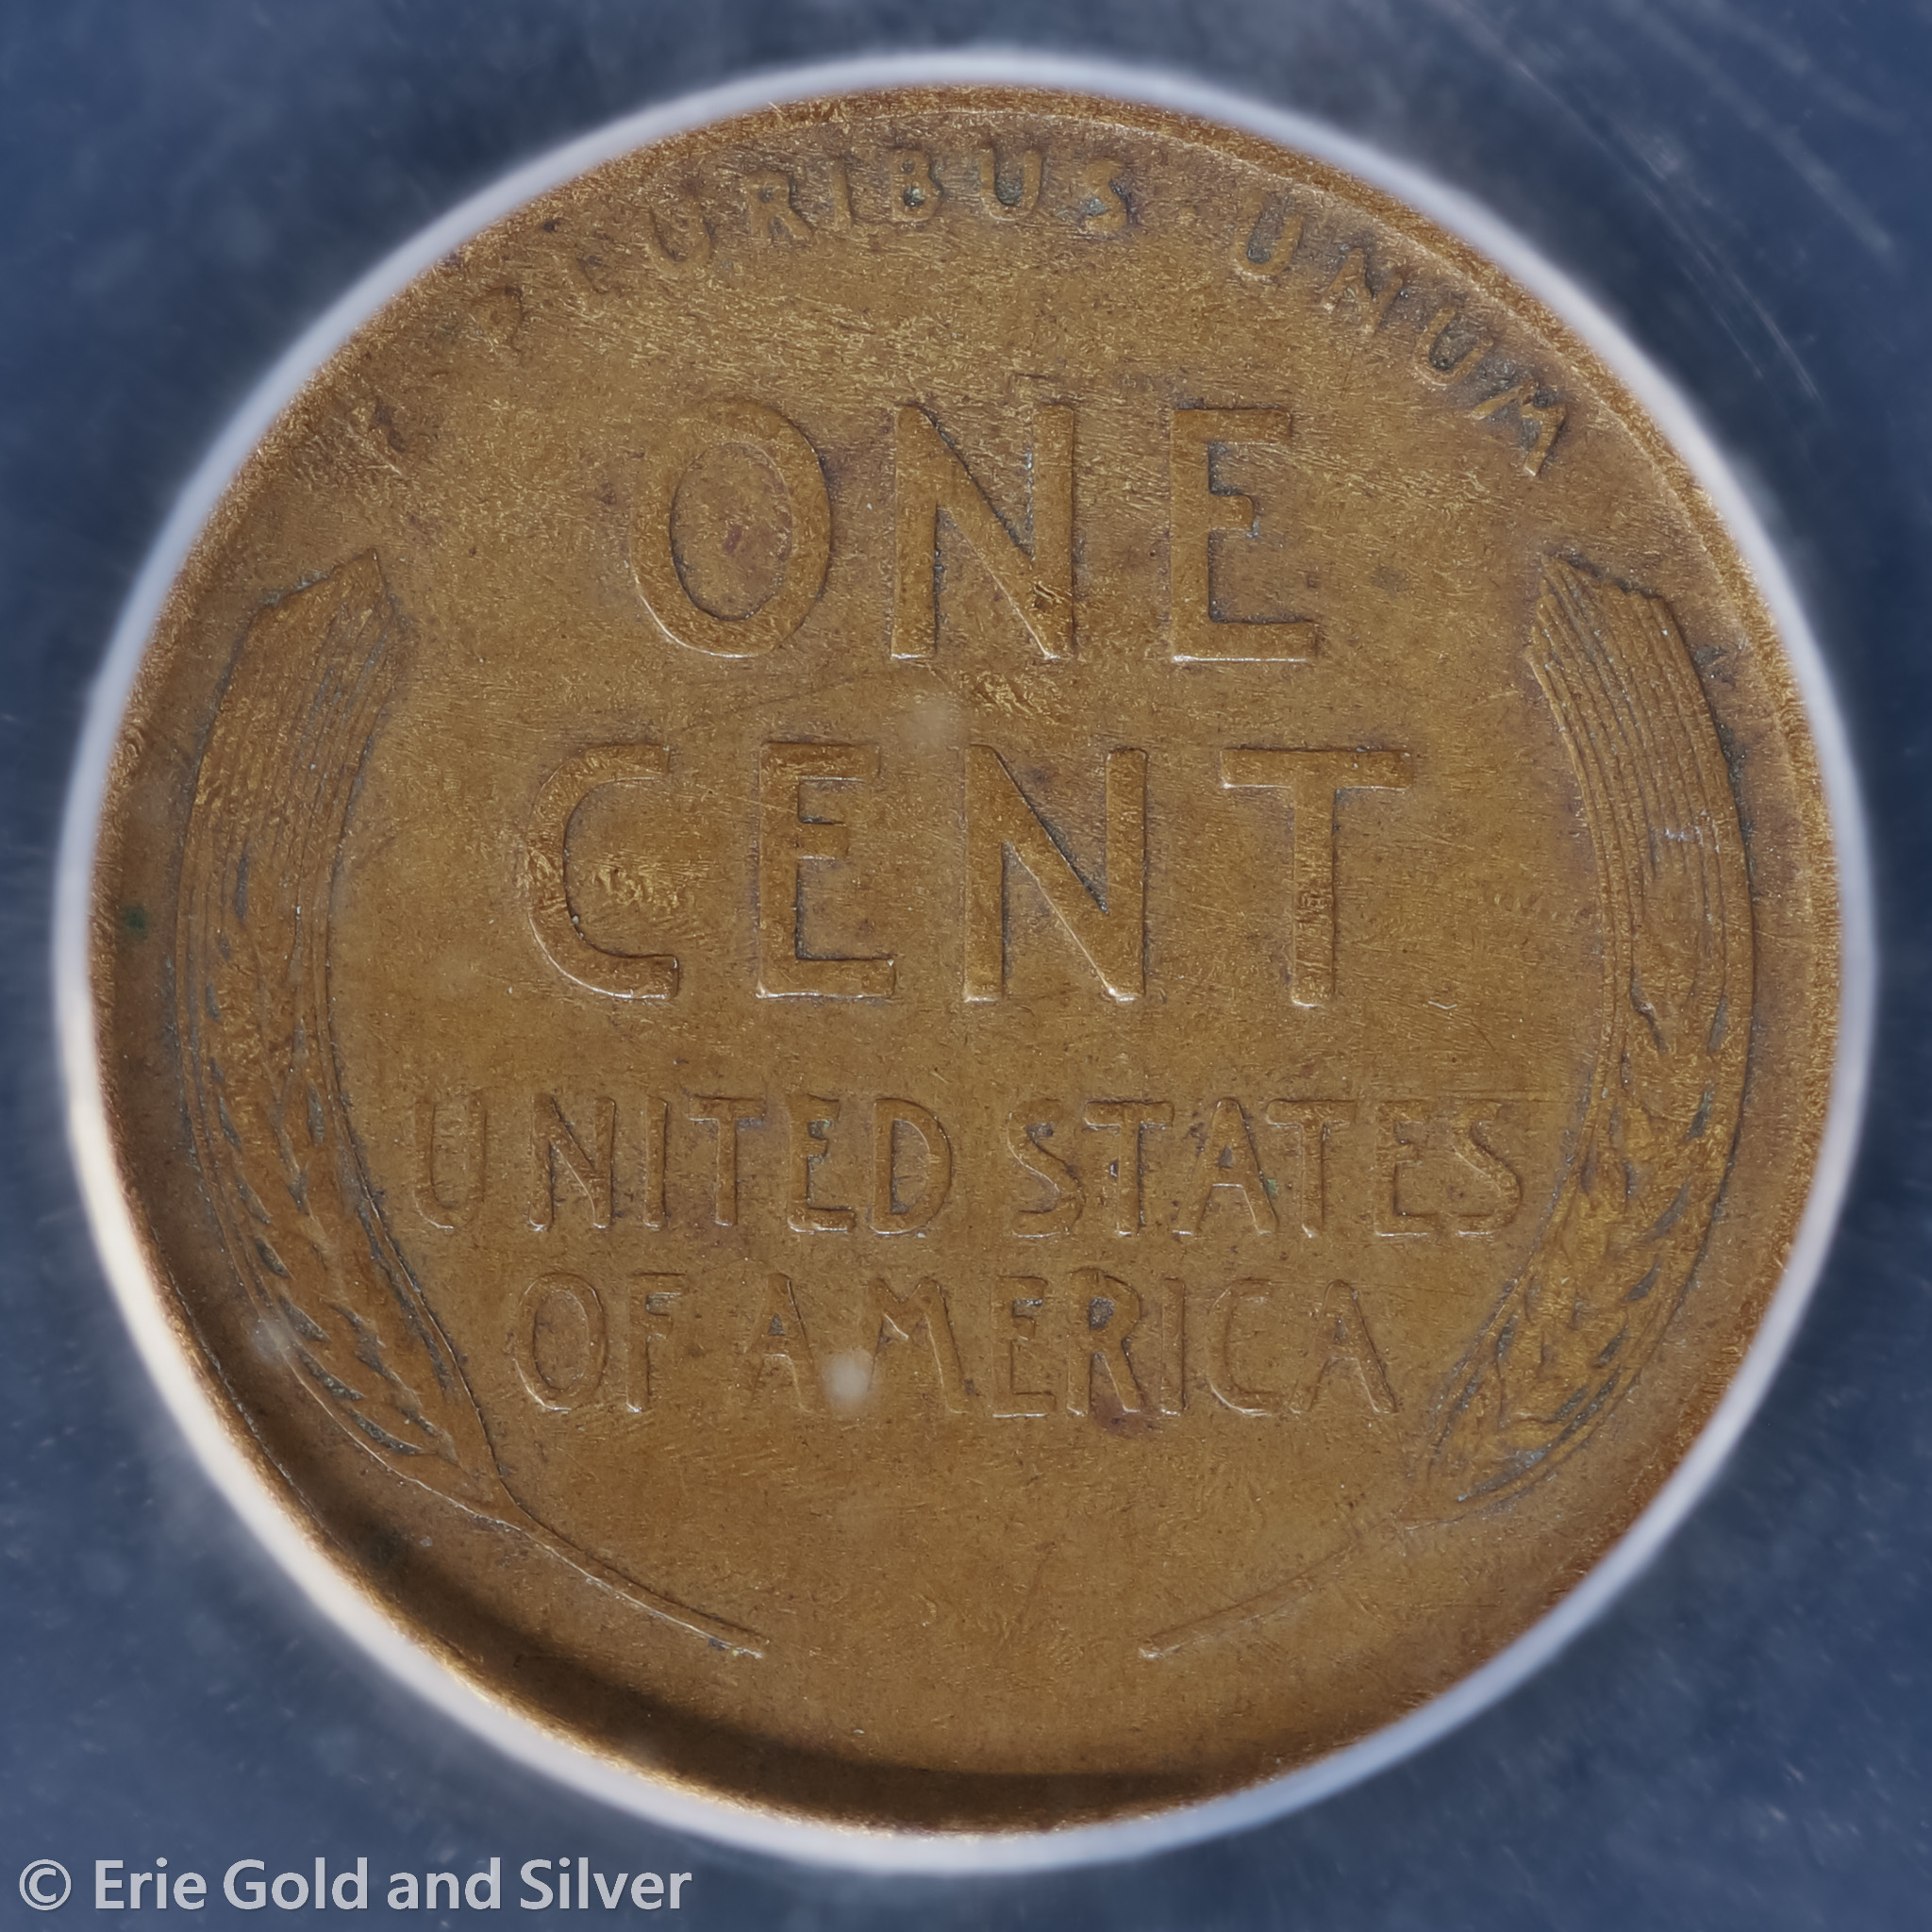 PLURIBUS UNUM
ONE
CENT
UNITED STATES
OF AMERICA
© Erie Gold and Silver